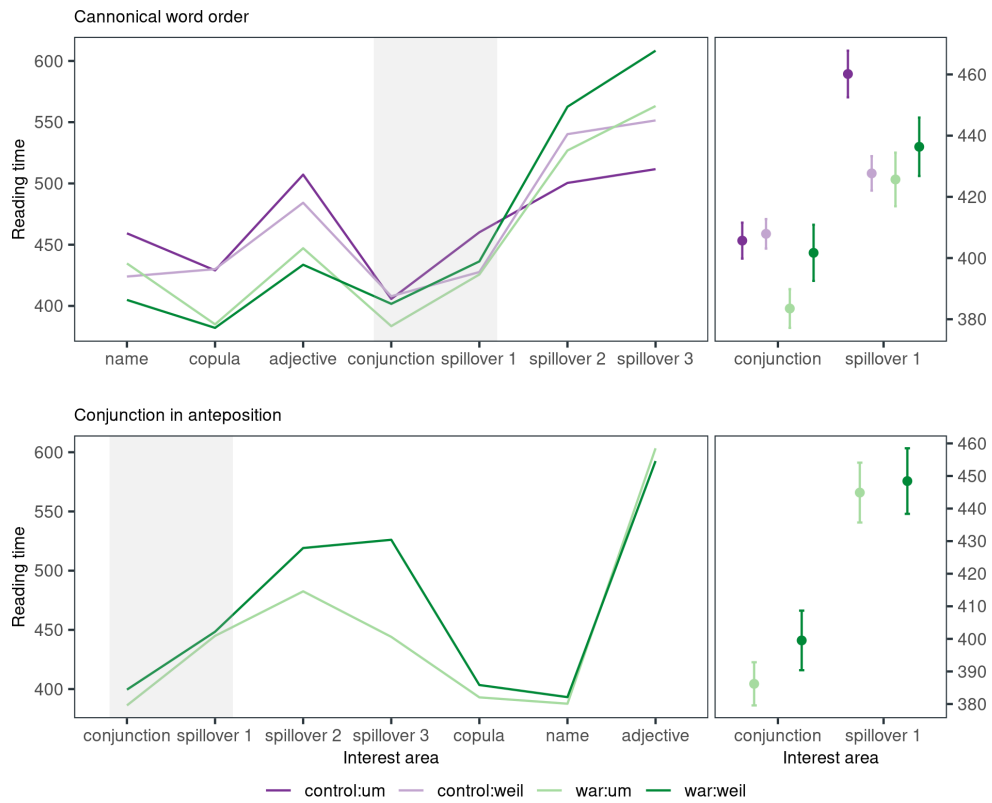 Cannonical word order
600
550
500
450
400
Reading time
460
440
420
400
380
name copula adjective conjunction spillover 1 spillover 2 spillover 3
conjunction spillover 1
Conjunction in anteposition
600
550
500
450
400
Reading time
460
450
440
430
420
410
400
390
380
conjunction spillover 1 spillover 2 spillover 3 copula name adjective
conjunction spillover 1
Interest area
Interest area
control:um control:weil war:um war:weil